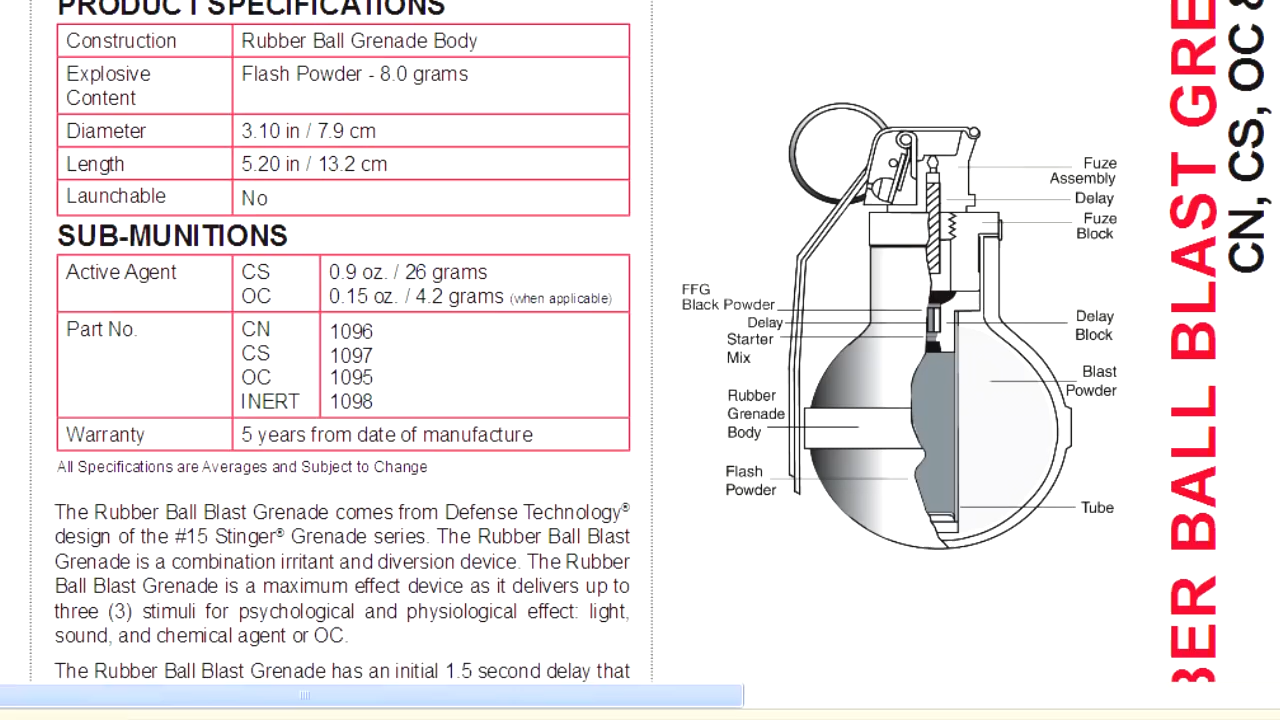 PRODUCT SPECIFICATIONS
Construction Rubber Ball Grenade Body
Explosive Flash Powder - 8.0 grams
Content
Diameter 3.10 in / 7.9 cm
Length 5.20 in / 13.2 cm
Launchable No
SUB-MUNITIONS
Active Agent CS 0.9 oz. / 26 grams
OC 0.15 oz. / 4.2 grams (when applicable)
Part No. CN 1096
CS 1097
OC 1095
INERT 1098
Warranty 5 years from date of manufacture
All Specifications are Averages and Subject to Change
The Rubber Ball Blast Grenade comes from Defense Technology®
design of the #15 Stinger® Grenade series. The Rubber Ball Blast
Grenade is a combination irritant and diversion device. The Rubber
Ball Blast Grenade is a maximum effect device as it delivers up to
three (3) stimuli for psychological and physiological effect: light,
sound, and chemical agent or OC.
The Rubber Ball Blast Grenade has an initial 1.5 second delay that
Fuze
Assembly
Delay
Fuze
Block
FFG
Black Powder
Delay
Starter
Mix
Delay
Block
Blast
Powder
Rubber
Grenade
Body
Flash
Powder
Tube
BER BALL BLAST GRE
CN, CS, OC &